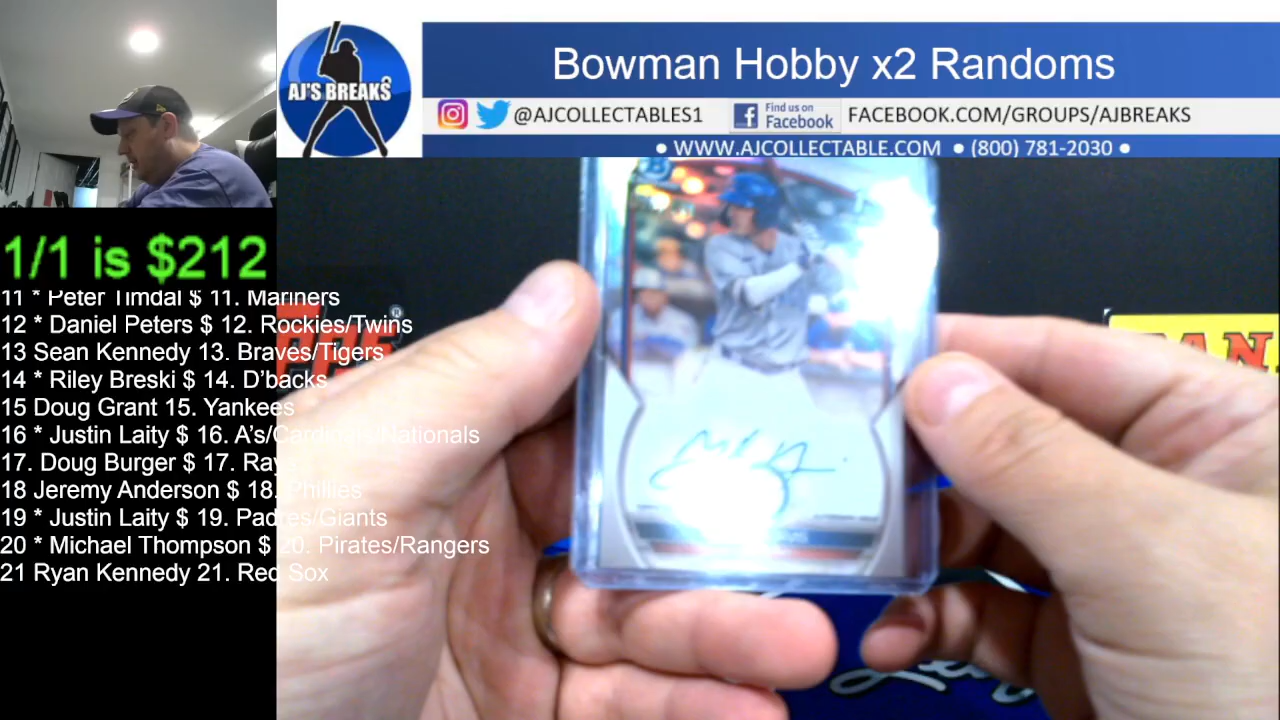 Bowman Hobby x2 Randoms
AJ'S BREAKS
@AJCOLLECTABLES1
Find us on
Facebook
FACEBOOK.COM/GROUPS/AJBREAKS
• WWW.AJCOLLECTABLE.COM • (800) 781-2030 •
1/1 is $212
11 * Peter Timdal $ 11. Mariners
12 * Daniel Peters $ 12. Rockies/Twins
13 Sean Kennedy 13. Braves/Tigers
14 * Riley Breski $ 14. D'backs
15 Doug Grant 15. Yankees
16 * Justin Laity $ 16. A's/Cardinals/Nationals
17. Doug Burger $ 17. Rays
18 Jeremy Anderson $ 18. Phillies
19 * Justin Laity $ 19. Padres/Giants
20 * Michael Thompson $ 20. Pirates/Rangers
21 Ryan Kennedy 21. Red Sox